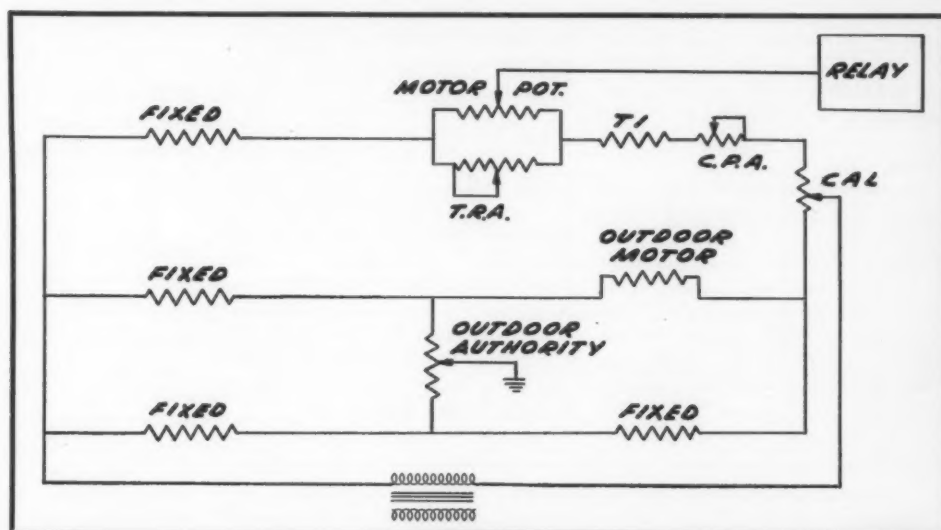 RELAY
MOTOR POT.
FIXED
T1
C.P.A.
CAL
T.R.A.
OUTDOOR
MOTOR
FIXED
OUTDOOR
AUTHORITY
FIXED
FIXED